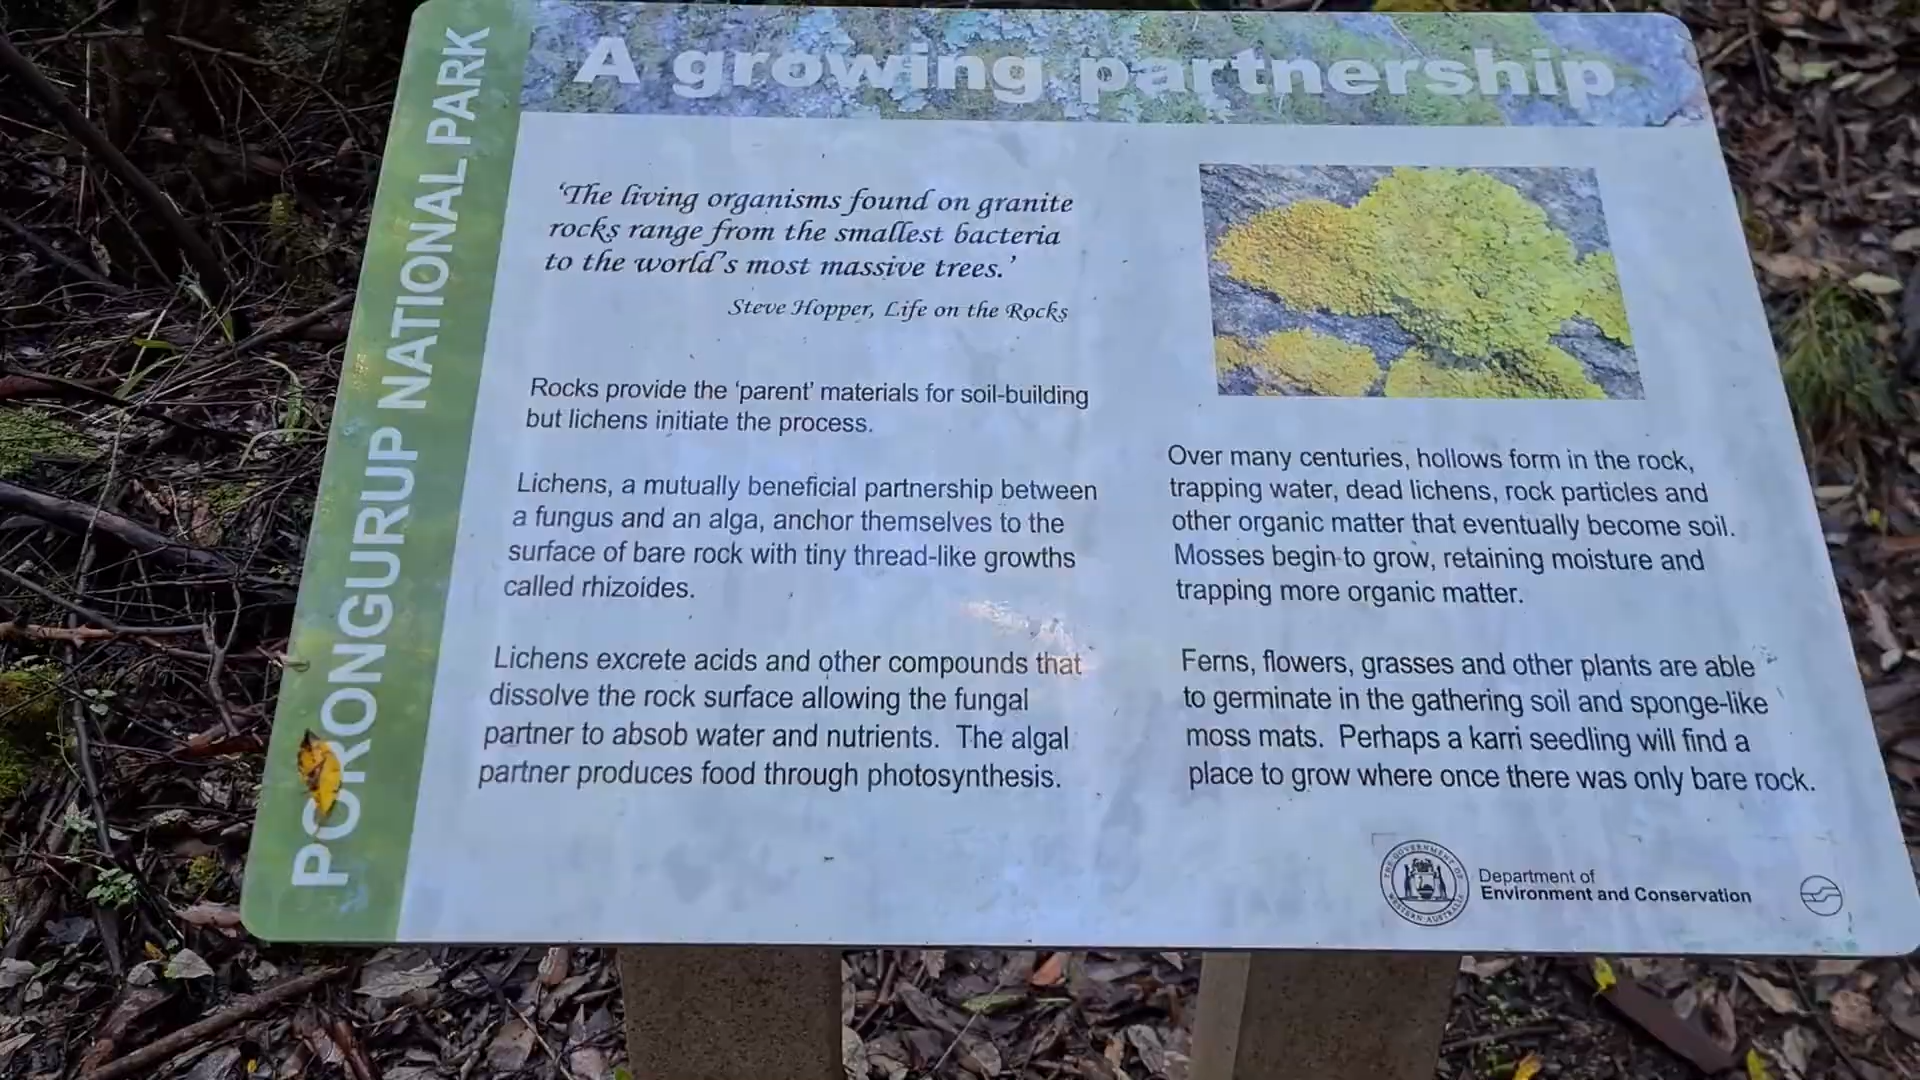 A growing partnership
PORONGURUP NATIONAL PARK
‘The living organisms found on granite
rocks range from the smallest bacteria
to the world’s most massive trees.’
Steve Hopper, Life on the Rocks
Rocks provide the ‘parent’ materials for soil-building
but lichens initiate the process.
Lichens, a mutually beneficial partnership between
a fungus and an alga, anchor themselves to the
surface of bare rock with tiny thread-like growths
called rhizoides.
Lichens excrete acids and other compounds that
dissolve the rock surface allowing the fungal
partner to absob water and nutrients. The algal
partner produces food through photosynthesis.
Over many centuries, hollows form in the rock,
trapping water, dead lichens, rock particles and
other organic matter that eventually become soil.
Mosses begin to grow, retaining moisture and
trapping more organic matter.
Ferns, flowers, grasses and other plants are able
to germinate in the gathering soil and sponge-like
moss mats. Perhaps a karri seedling will find a
place to grow where once there was only bare rock.
THE GOVERNMENT OF
WESTERN AUSTRALIA
Department of
Environment and Conservation